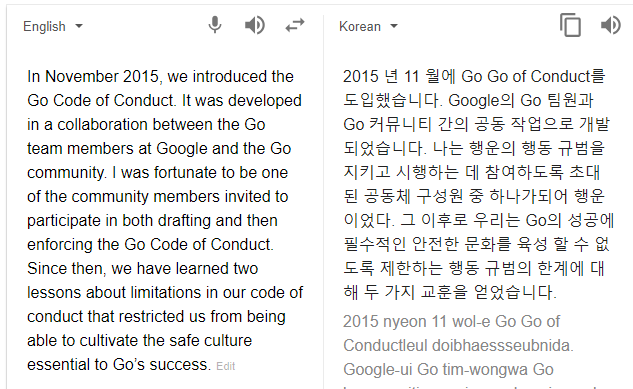 English
Korean
In November 2015, we introduced the
Go Code of Conduct. It was developed
in a collaboration between the Go
team members at Google and the Go
community. I was fortunate to be one
of the community members invited to
participate in both drafting and then
enforcing the Go Code of Conduct.
Since then, we have learned two
lessons about limitations in our code of
conduct that restricted us from being
able to cultivate the safe culture
essential to Go’s success. Edit
2015 년 11 월에 Go Go of Conduct를
도입했습니다. Google의 Go 팀원과
Go 커뮤니티 간의 공동 작업으로 개발
되었습니다. 나는 행운의 행동 규범을
지키고 시행하는 데 참여하도록 초대
된 공동체 구성원 중 하나가되어 행운
이었다. 그 이후로 우리는 Go의 성공에
필수적인 안전한 문화를 육성 할 수 없
도록 제한하는 행동 규범의 한계에 대
해 두 가지 교훈을 얻었습니다.
2015 nyeon 11 wol-e Go Go of
Conductleul doibhaessseubnida.
Google-ui Go tim-wongwa Go